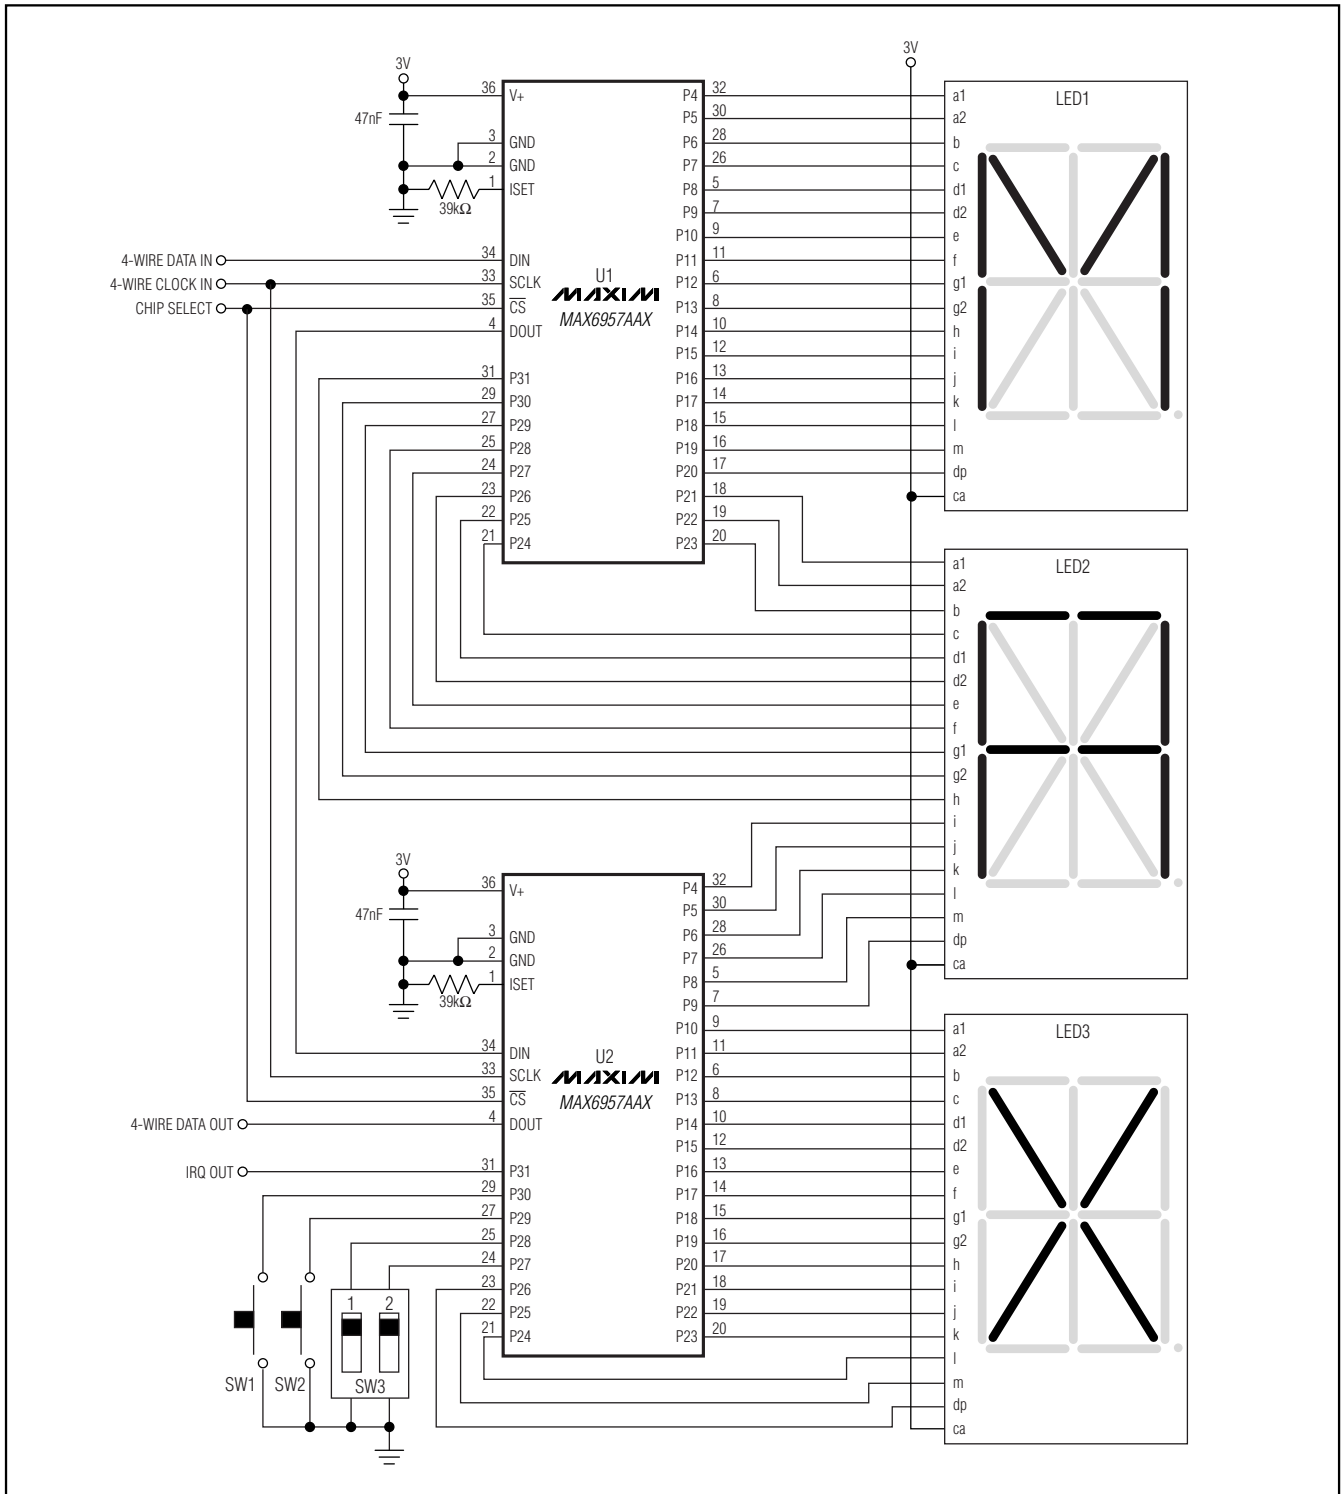 3V
47nF
39kΩ
4-WIRE DATA IN
4-WIRE CLOCK IN
CHIP SELECT
36 V+
3 GND
2 GND
1 ISET
34 DIN
33 SCLK
35 CS
4 DOUT
31 P31
29 P30
27 P29
25 P28
24 P27
23 P26
22 P25
21 P24
U1
MAXIM
MAX6957AAX
P4 32
P5 30
P6 28
P7 26
P8 5
P9 7
P10 9
P11 11
P12 6
P13 8
P14 10
P15 12
P16 13
P17 14
P18 15
P19 16
P20 17
P21 18
P22 19
P23 20
3V
LED1
a1
a2
b
c
d1
d2
e
f
g1
g2
h
i
j
k
l
m
dp
ca
LED2
a1
a2
b
c
d1
d2
e
f
g1
g2
h
i
j
k
l
m
dp
ca
3V
47nF
39kΩ
36 V+
3 GND
2 GND
1 ISET
34 DIN
33 SCLK
35 CS
4 DOUT
4-WIRE DATA OUT
IRQ OUT
31 P31
29 P30
27 P29
25 P28
24 P27
23 P26
22 P25
21 P24
U2
MAXIM
MAX6957AAX
P4 32
P5 30
P6 28
P7 26
P8 5
P9 7
P10 9
P11 11
P12 6
P13 8
P14 10
P15 12
P16 13
P17 14
P18 15
P19 16
P20 17
P21 18
P22 19
P23 20
LED3
a1
a2
b
c
d1
d2
e
f
g1
g2
h
i
j
k
l
m
dp
ca
1 2
SW1 SW2 SW3